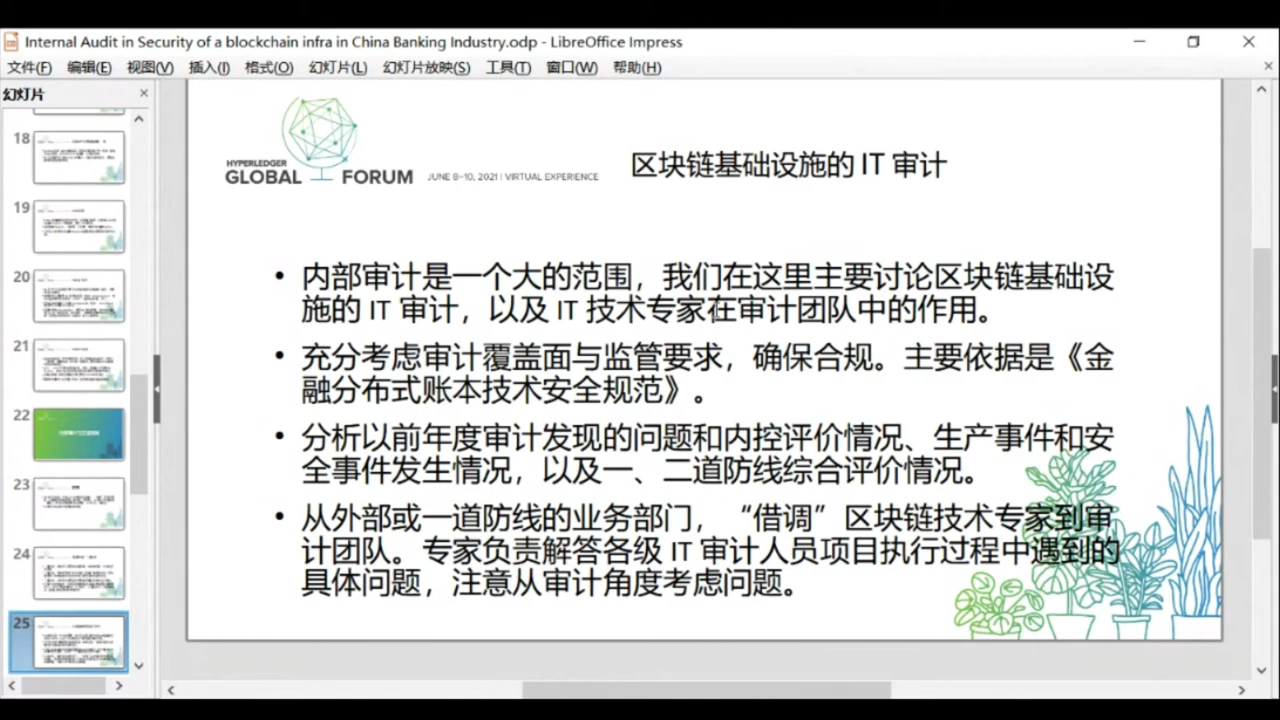 Internal Audit in Security of a blockchain infra in China Banking Industry.odp - LibreOffice Impress
文件(F) 编辑(E) 视图(V) 插入(I) 格式(O) 幻灯片(L) 幻灯片放映(S) 工具(T) 窗口(W) 帮助(H)
幻灯片
18
19
20
21
22
23
24
25
HYPERLEDGER
GLOBAL FORUM
JUNE 8-10, 2021 | VIRTUAL EXPERIENCE
区块链基础设施的 IT 审计
• 内部审计是一个大的范围，我们在这里主要讨论区块链基础设
施的 IT 审计，以及 IT 技术专家在审计团队中的作用。
• 充分考虑审计覆盖面与监管要求，确保合规。主要依据是《金
融分布式账本技术安全规范》。
• 分析以前年度审计发现的问题和内控评价情况、生产事件和安
全事件发生情况，以及一、二道防线综合评价情况。
• 从外部或一道防线的业务部门，“借调”区块链技术专家到审
计团队。专家负责解答各级 IT 审计人员项目执行过程中遇到的
具体问题，注意从审计角度考虑问题。